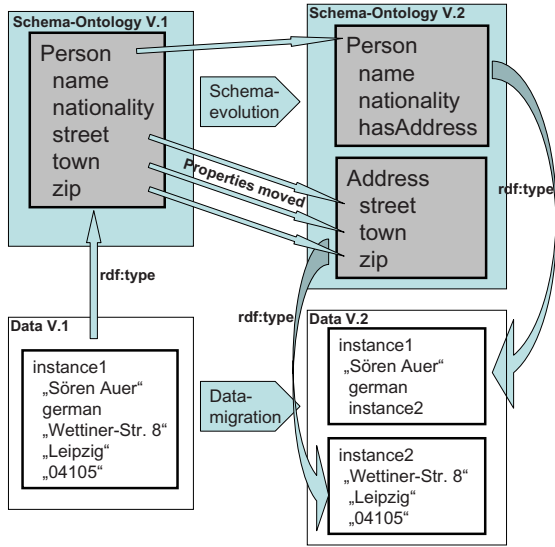 Schema-Ontology V.1
Person
name
nationality
street
town
zip
Schema-
evolution
Schema-Ontology V.2
Person
name
nationality
hasAddress
Properties moved
Address
street
town
zip
rdf:type
rdf:type
rdf:type
Data V.1
instance1
„Sören Auer“
german
„Wettiner-Str. 8“
„Leipzig“
„04105“
Data-
migration
Data V.2
instance1
„Sören Auer“
german
instance2
instance2
„Wettiner-Str. 8“
„Leipzig“
„04105“